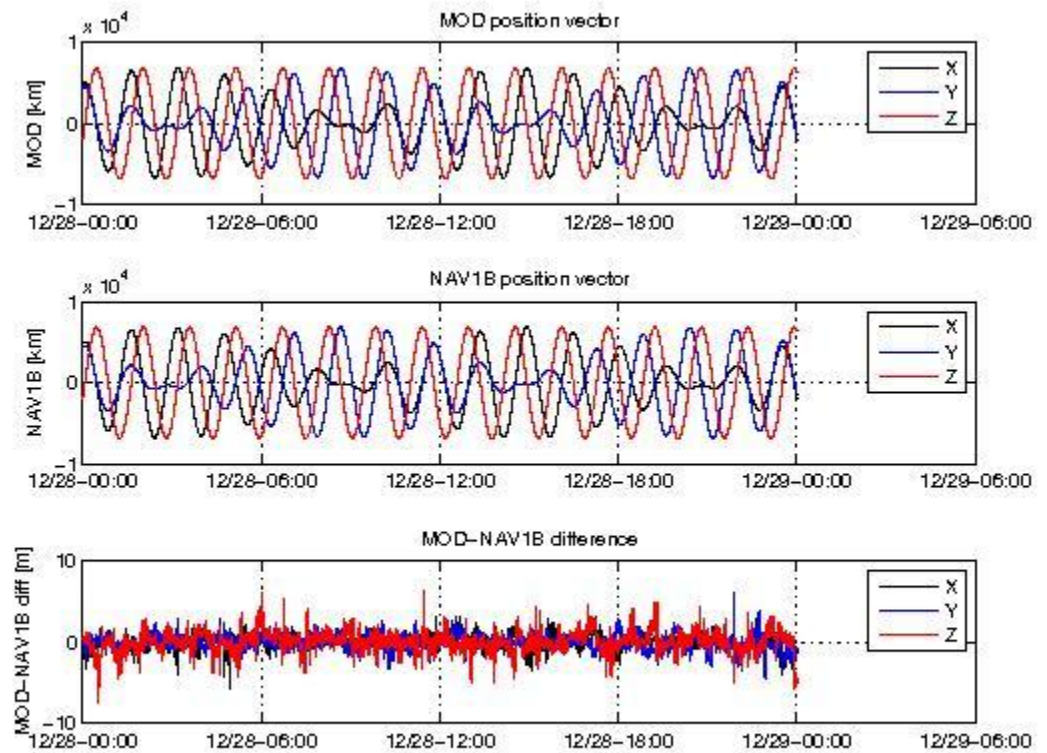 x 10^4
MOD position vector
1
0
-1
MOD [km]
X
Y
Z
12/28-00:00 12/28-06:00 12/28-12:00 12/28-18:00 12/29-00:00 12/29-06:00
x 10^4
NAV1B position vector
1
0
-1
NAV1B [km]
X
Y
Z
12/28-00:00 12/28-06:00 12/28-12:00 12/28-18:00 12/29-00:00 12/29-06:00
MOD-NAV1B difference
10
0
-10
MOD-NAV1B diff [m]
X
Y
Z
12/28-00:00 12/28-06:00 12/28-12:00 12/28-18:00 12/29-00:00 12/29-06:00